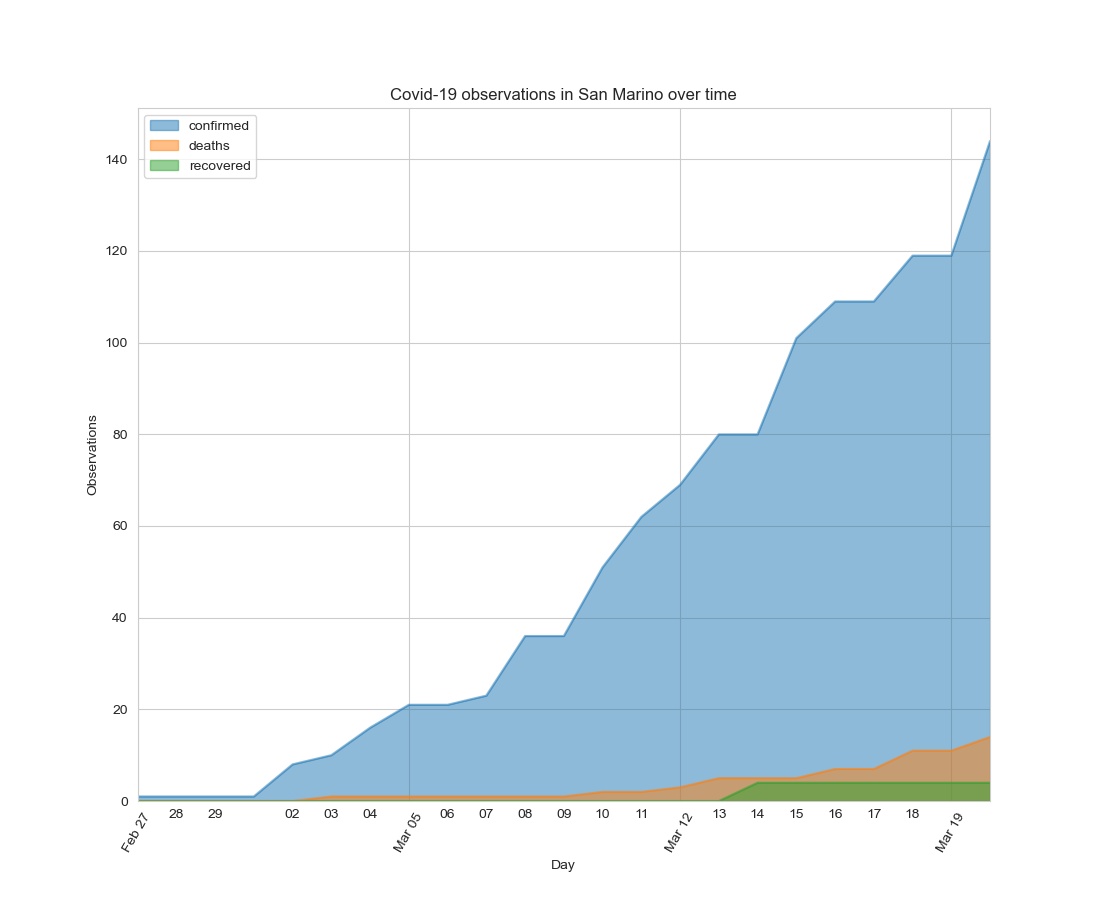 Covid-19 observations in San Marino over time
confirmed
deaths
recovered
140
120
100
80
60
40
20
0
Observations
Feb 27 28 29 02 03 04 Mar 05 06 07 08 09 10 11 Mar 12 13 14 15 16 17 18 Mar 19
Day